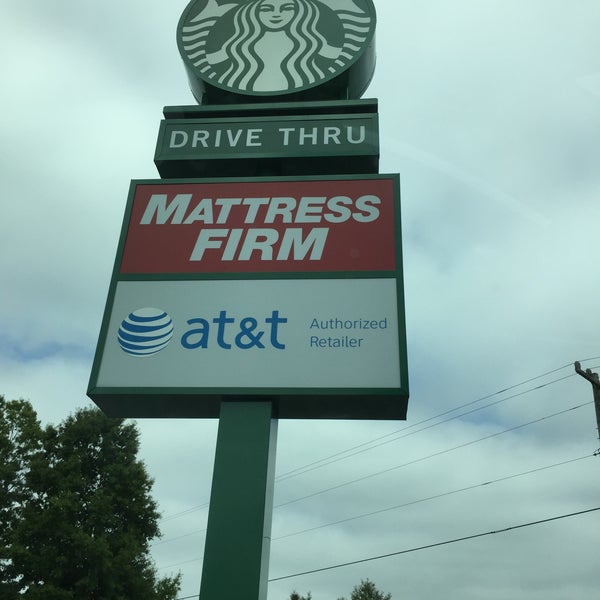 DRIVE THRU
MATTRESS
FIRM
at&t
Authorized
Retailer